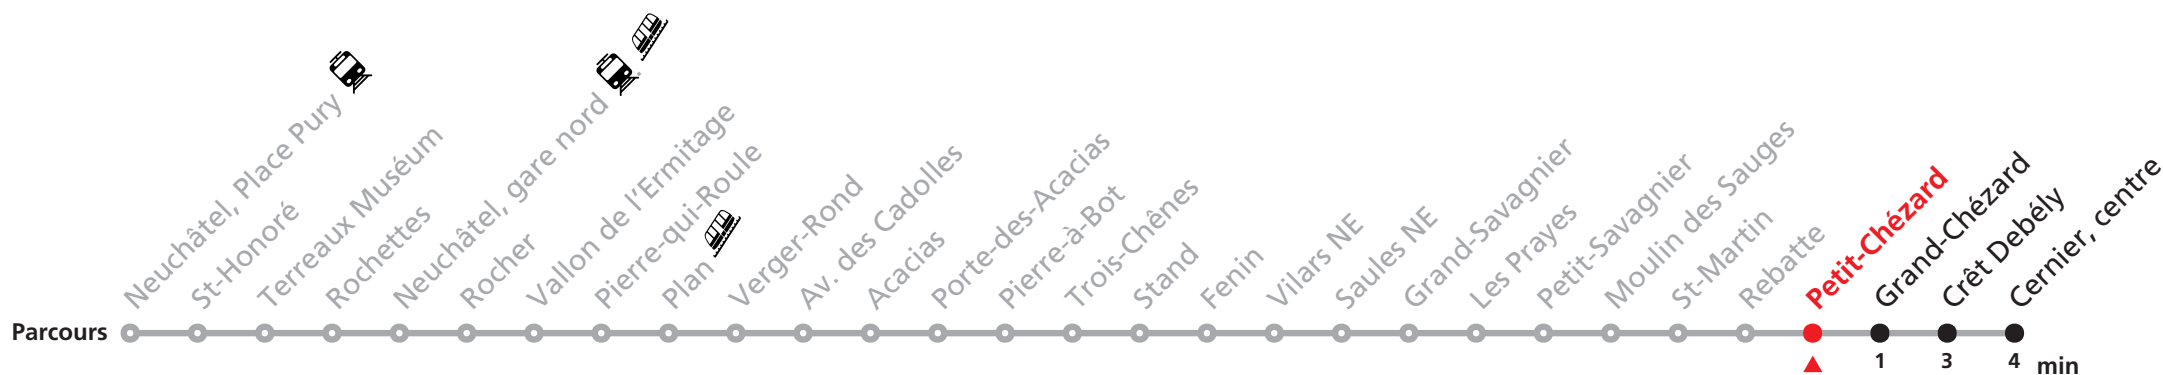 Neuchâtel, Place Pury
St-Honoré
Terreaux Muséum
Rochettes
Neuchâtel, gare nord
Rocher
Vallon de l'Ermitage
Pierre-qui-Roule
Plan
Verger-Rond
Av. des Cadolles
Acacias
Porte-des-Acacias
Pierre-à-Bot
Trois-Chênes
Stand
Fenin
Vilars NE
Saules NE
Grand-Savagnier
Les Prayes
Petit-Savagnier
Moulin des Sauges
St-Martin
Rebatte
Petit-Chézard
Grand-Chézard
Crêt Debély
Cernier, centre
Parcours
1 3 4 min